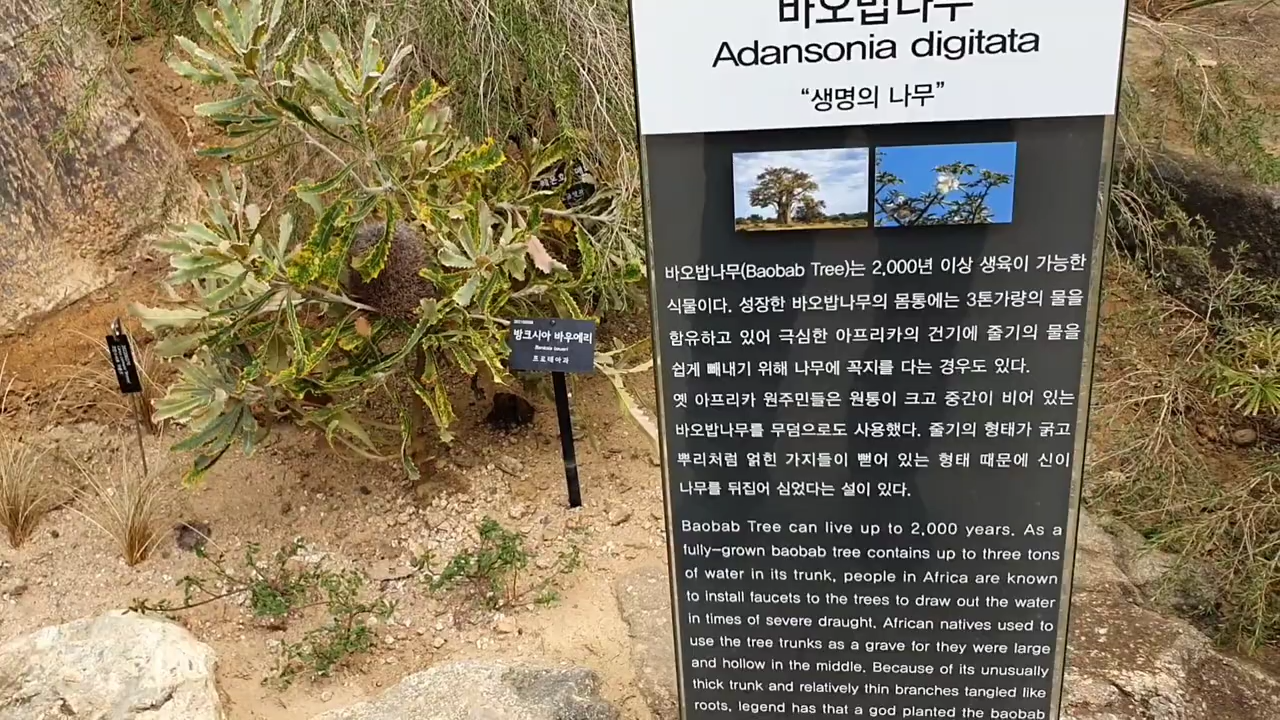 바오밥나무
Adansonia digitata
“생명의 나무”
바오밥나무(Baobab Tree)는 2,000년 이상 생육이 가능한
식물이다. 성장한 바오밥나무의 몸통에는 3톤가량의 물을
함유하고 있어 극심한 아프리카의 건기에 줄기의 물을
쉽게 빼내기 위해 나무에 꼭지를 다는 경우도 있다.
옛 아프리카 원주민들은 원통이 크고 중간이 비어 있는
바오밥나무를 무덤으로도 사용했다. 줄기의 형태가 굵고
뿌리처럼 얽힌 가지들이 뻗어 있는 형태 때문에 신이
나무를 뒤집어 심었다는 설이 있다.
Baobab Tree can live up to 2,000 years. As a
fully-grown baobab tree contains up to three tons
of water in its trunk, people in Africa are known
to install faucets to the trees to draw out the water
in times of severe draught. African natives used to
use the tree trunks as a grave for they were large
and hollow in the middle. Because of its unusually
thick trunk and relatively thin branches tangled like
roots, legend has that a god planted the baobab
방크시아 바우에리
Banksia baueri
프로테아과